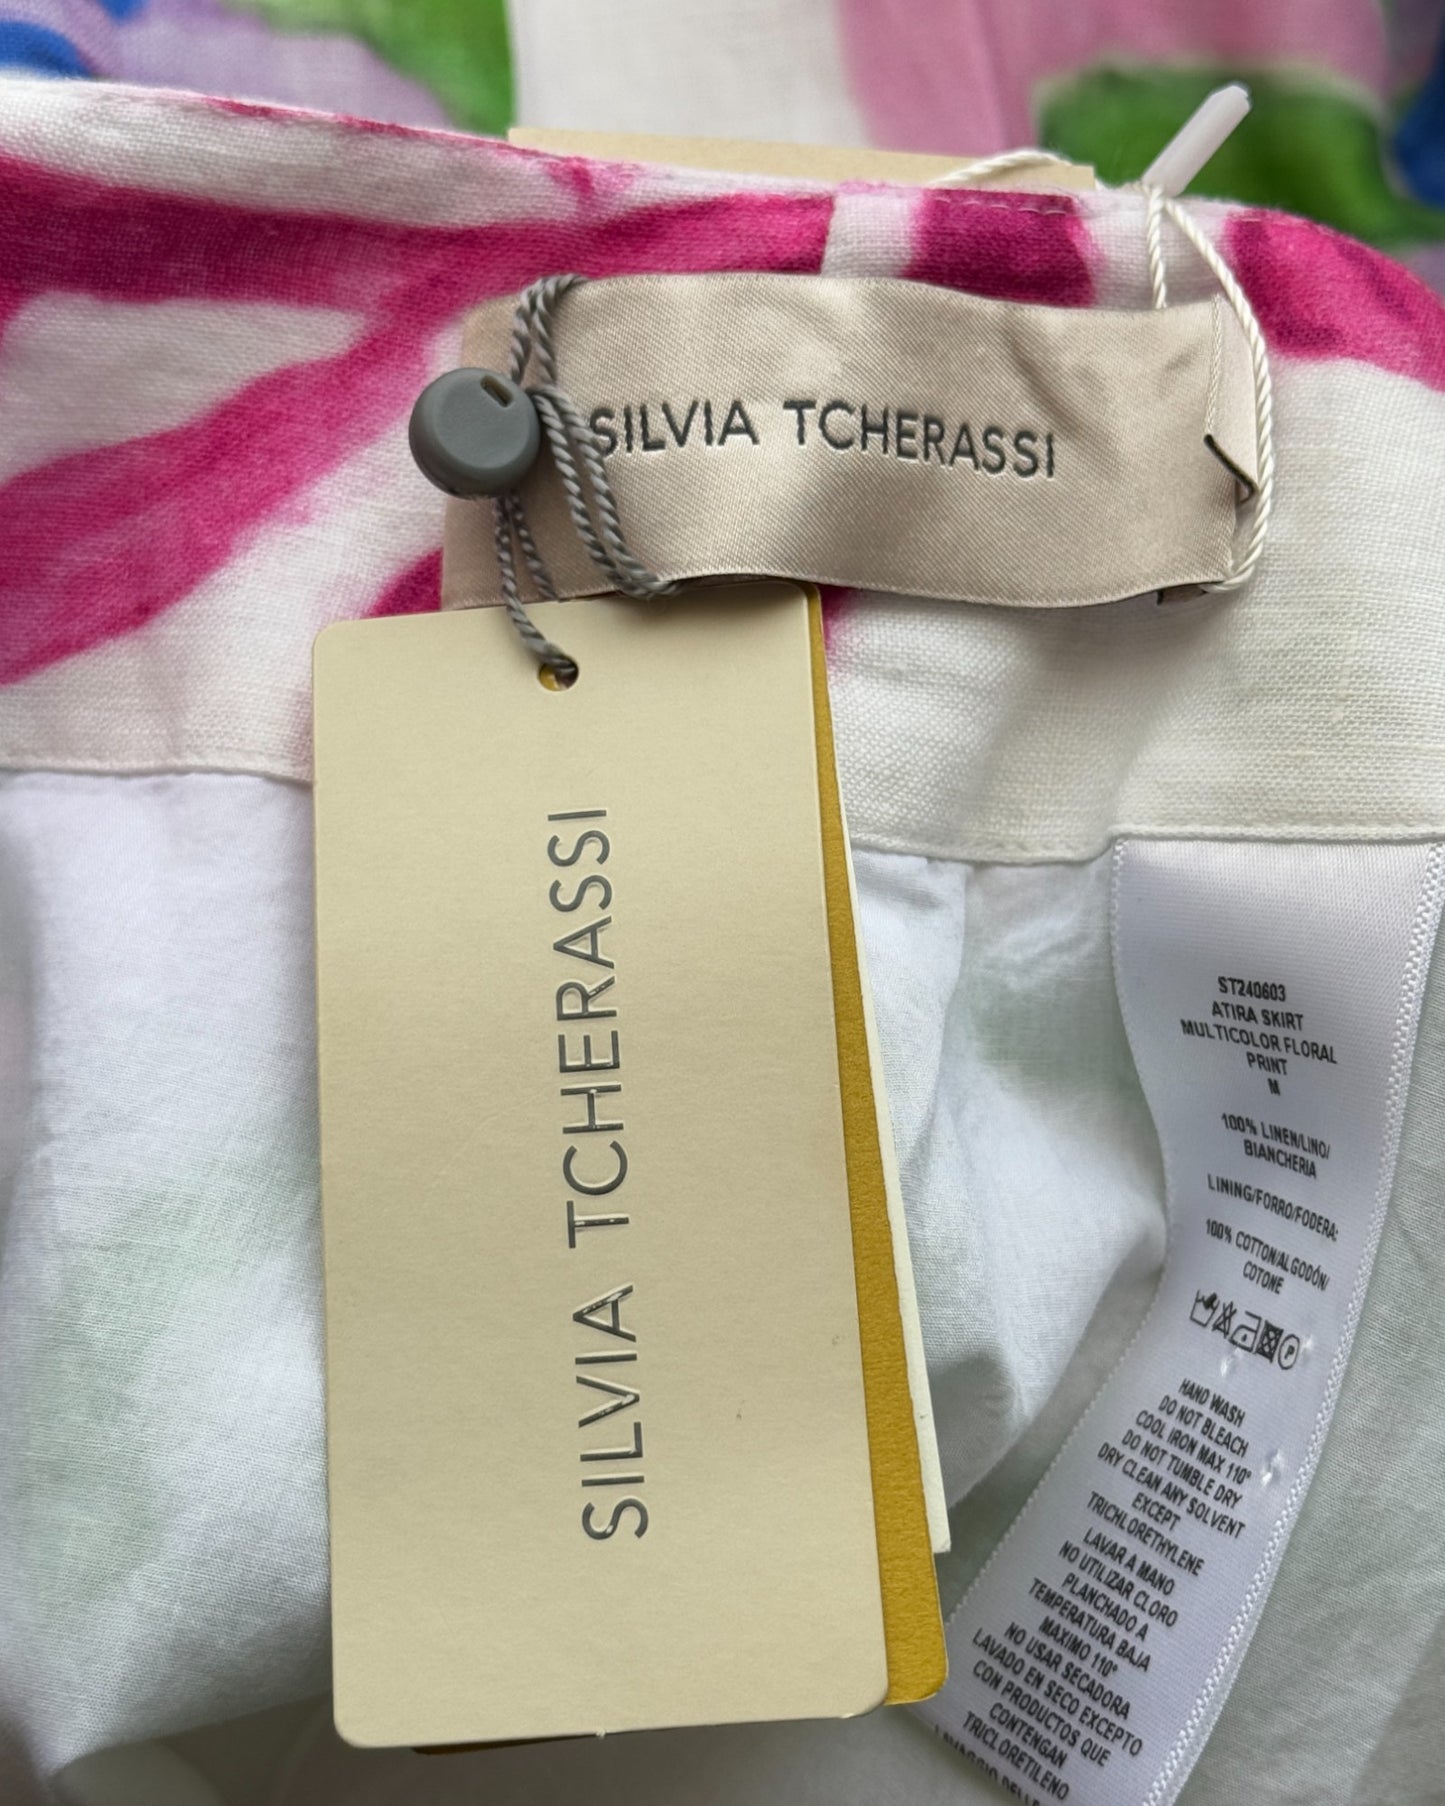 SILVIA TCHERASSI
SILVIA TCHERASSI
ST240603
ATIRA SKIRT
MULTICOLOR FLORAL
PRINT
M
100% LINEN/LINO/
BIANCHERIA
LINING/FORRO/FODERA:
100% COTTON/ALGODÓN/
COTONE
P
HAND WASH
DO NOT BLEACH
COOL IRON MAX 110°
DO NOT TUMBLE DRY
DRY CLEAN ANY SOLVENT
EXCEPT
TRICHLORETHYLENE
LAVAR A MANO
NO UTILIZAR CLORO
PLANCHADO A
TEMPERATURA BAJA
MAXIMO 110°
NO USAR SECADORA
LAVADO EN SECO EXCEPTO
CON PRODUCTOS QUE
CONTENGAN
TRICLORETILENO